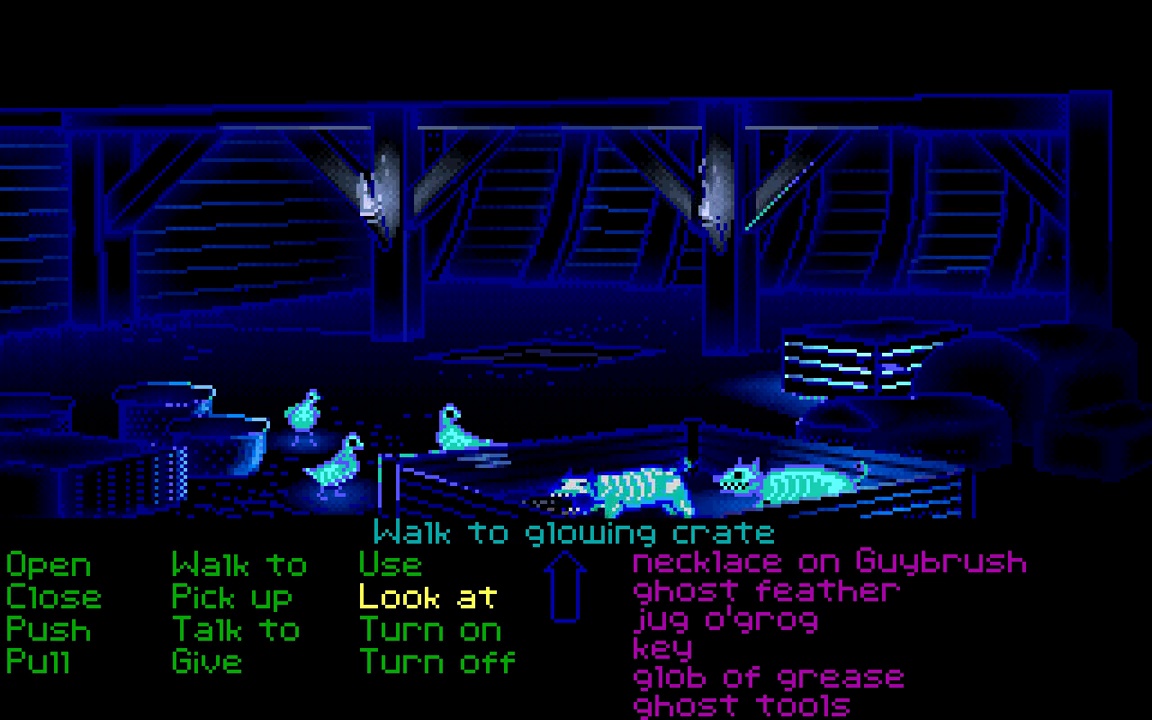 Walk to glowing crate
Open Walk to Use
Close Pick up Look at
Push Talk to Turn on
Pull Give Turn off
necklace on Guybrush
ghost feather
jug o'grog
key
glob of grease
ghost tools